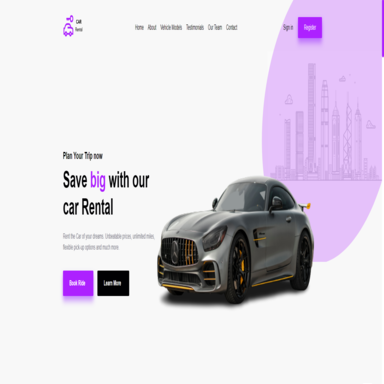 CAR
Rental
Home About Vehicle Models Testimonials Our Team Contact
Sign in Register
Plan Your Trip now
Save big with our
car Rental
Rent the Car of your dreams. Unbeatable prices, unlimited miles,
flexible pick-up options and much more.
Book Ride Learn More